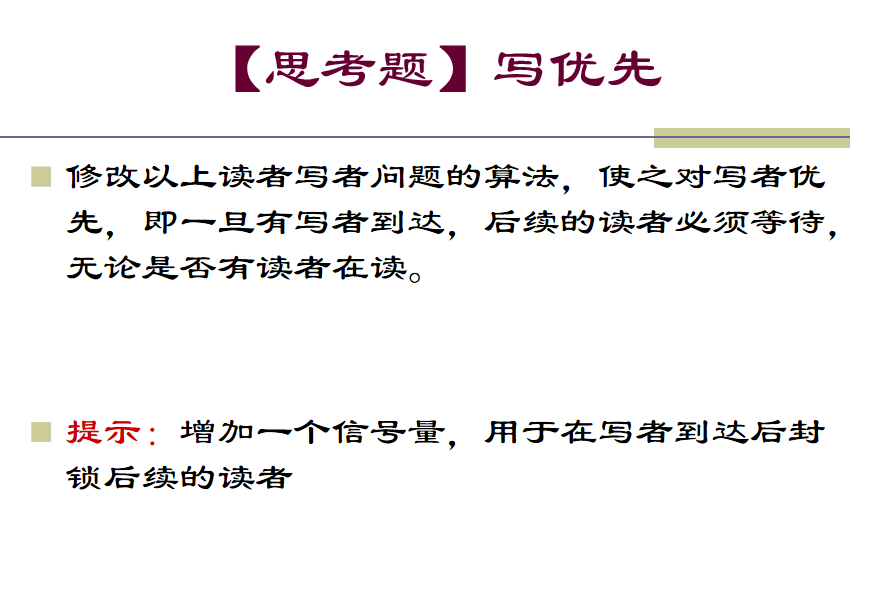 【思考题】写优先
修改以上读者写者问题的算法，使之对写者优
先，即一旦有写者到达，后续的读者必须等待，
无论是否有读者在读。
提示：增加一个信号量，用于在写者到达后封
锁后续的读者